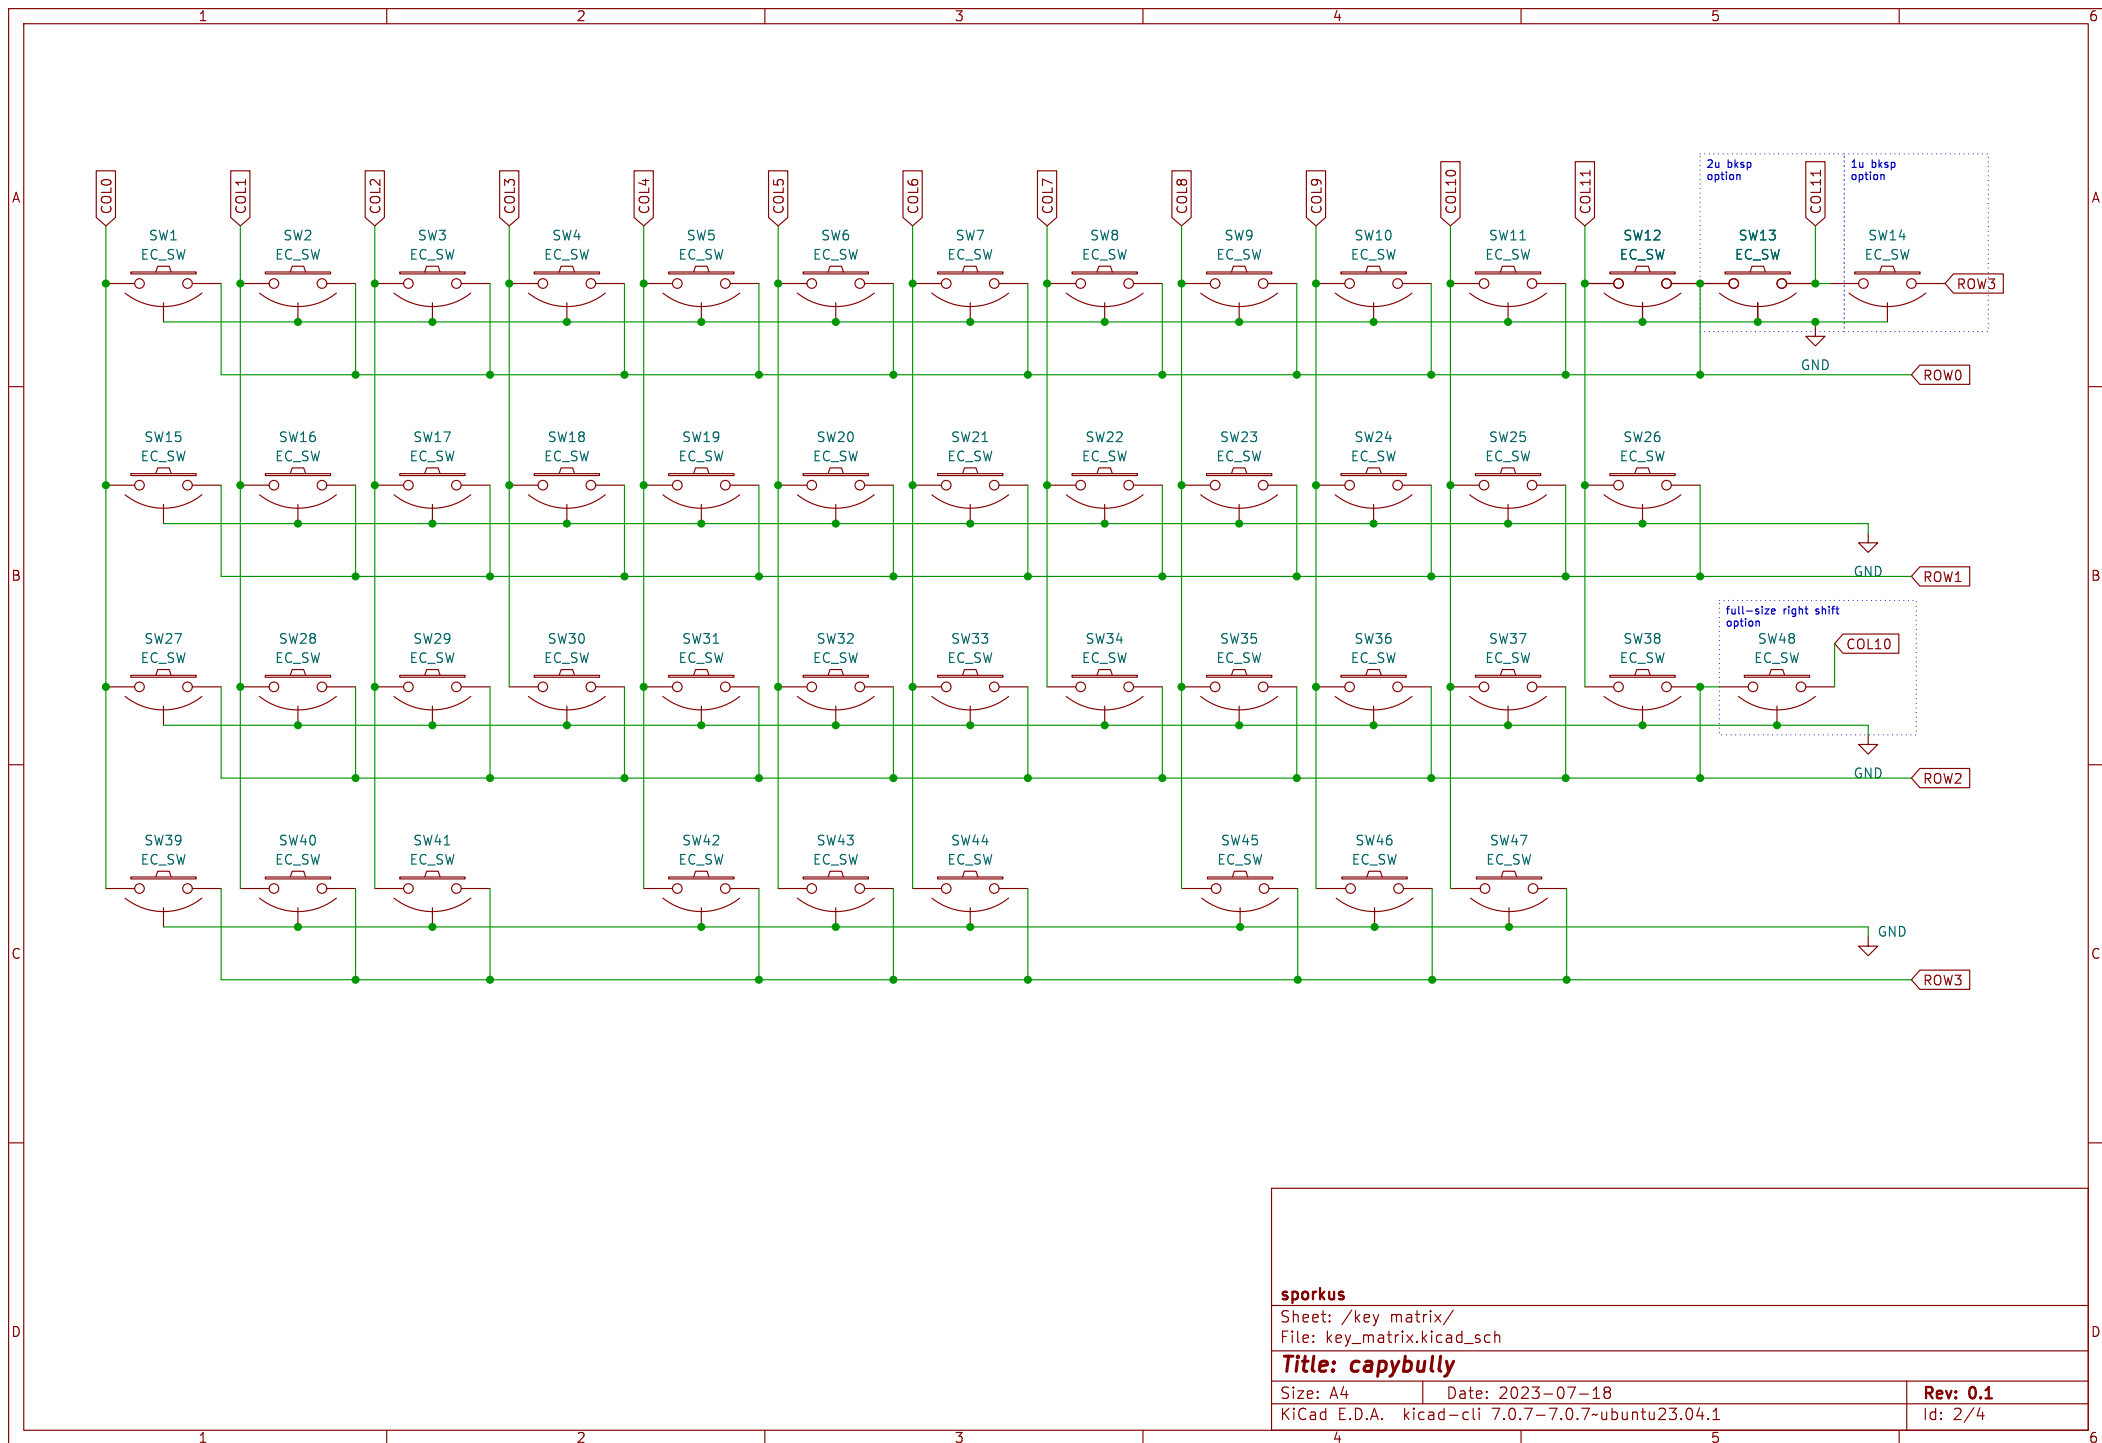 1 2 3 4 5 6
A A
2u bksp
option
1u bksp
option
COL0 COL1 COL2 COL3 COL4 COL5 COL6 COL7 COL8 COL9 COL10 COL11 COL11
SW1 SW2 SW3 SW4 SW5 SW6 SW7 SW8 SW9 SW10 SW11 SW12 SW13 SW14
EC_SW EC_SW EC_SW EC_SW EC_SW EC_SW EC_SW EC_SW EC_SW EC_SW EC_SW EC_SW EC_SW EC_SW
ROW3
GND
ROW0
SW15 SW16 SW17 SW18 SW19 SW20 SW21 SW22 SW23 SW24 SW25 SW26
EC_SW EC_SW EC_SW EC_SW EC_SW EC_SW EC_SW EC_SW EC_SW EC_SW EC_SW EC_SW
B GND ROW1 B
full-size right shift
option
SW27 SW28 SW29 SW30 SW31 SW32 SW33 SW34 SW35 SW36 SW37 SW38 SW48
COL10
EC_SW EC_SW EC_SW EC_SW EC_SW EC_SW EC_SW EC_SW EC_SW EC_SW EC_SW EC_SW EC_SW
GND ROW2
SW39 SW40 SW41 SW42 SW43 SW44 SW45 SW46 SW47
EC_SW EC_SW EC_SW EC_SW EC_SW EC_SW EC_SW EC_SW EC_SW
GND
C C
ROW3
sporkus
Sheet: /key matrix/
File: key_matrix.kicad_sch
D D
Title: capybully
Size: A4 Date: 2023-07-18 Rev: 0.1
KiCad E.D.A. kicad-cli 7.0.7-7.0.7~ubuntu23.04.1 Id: 2/4
1 2 3 4 5 6